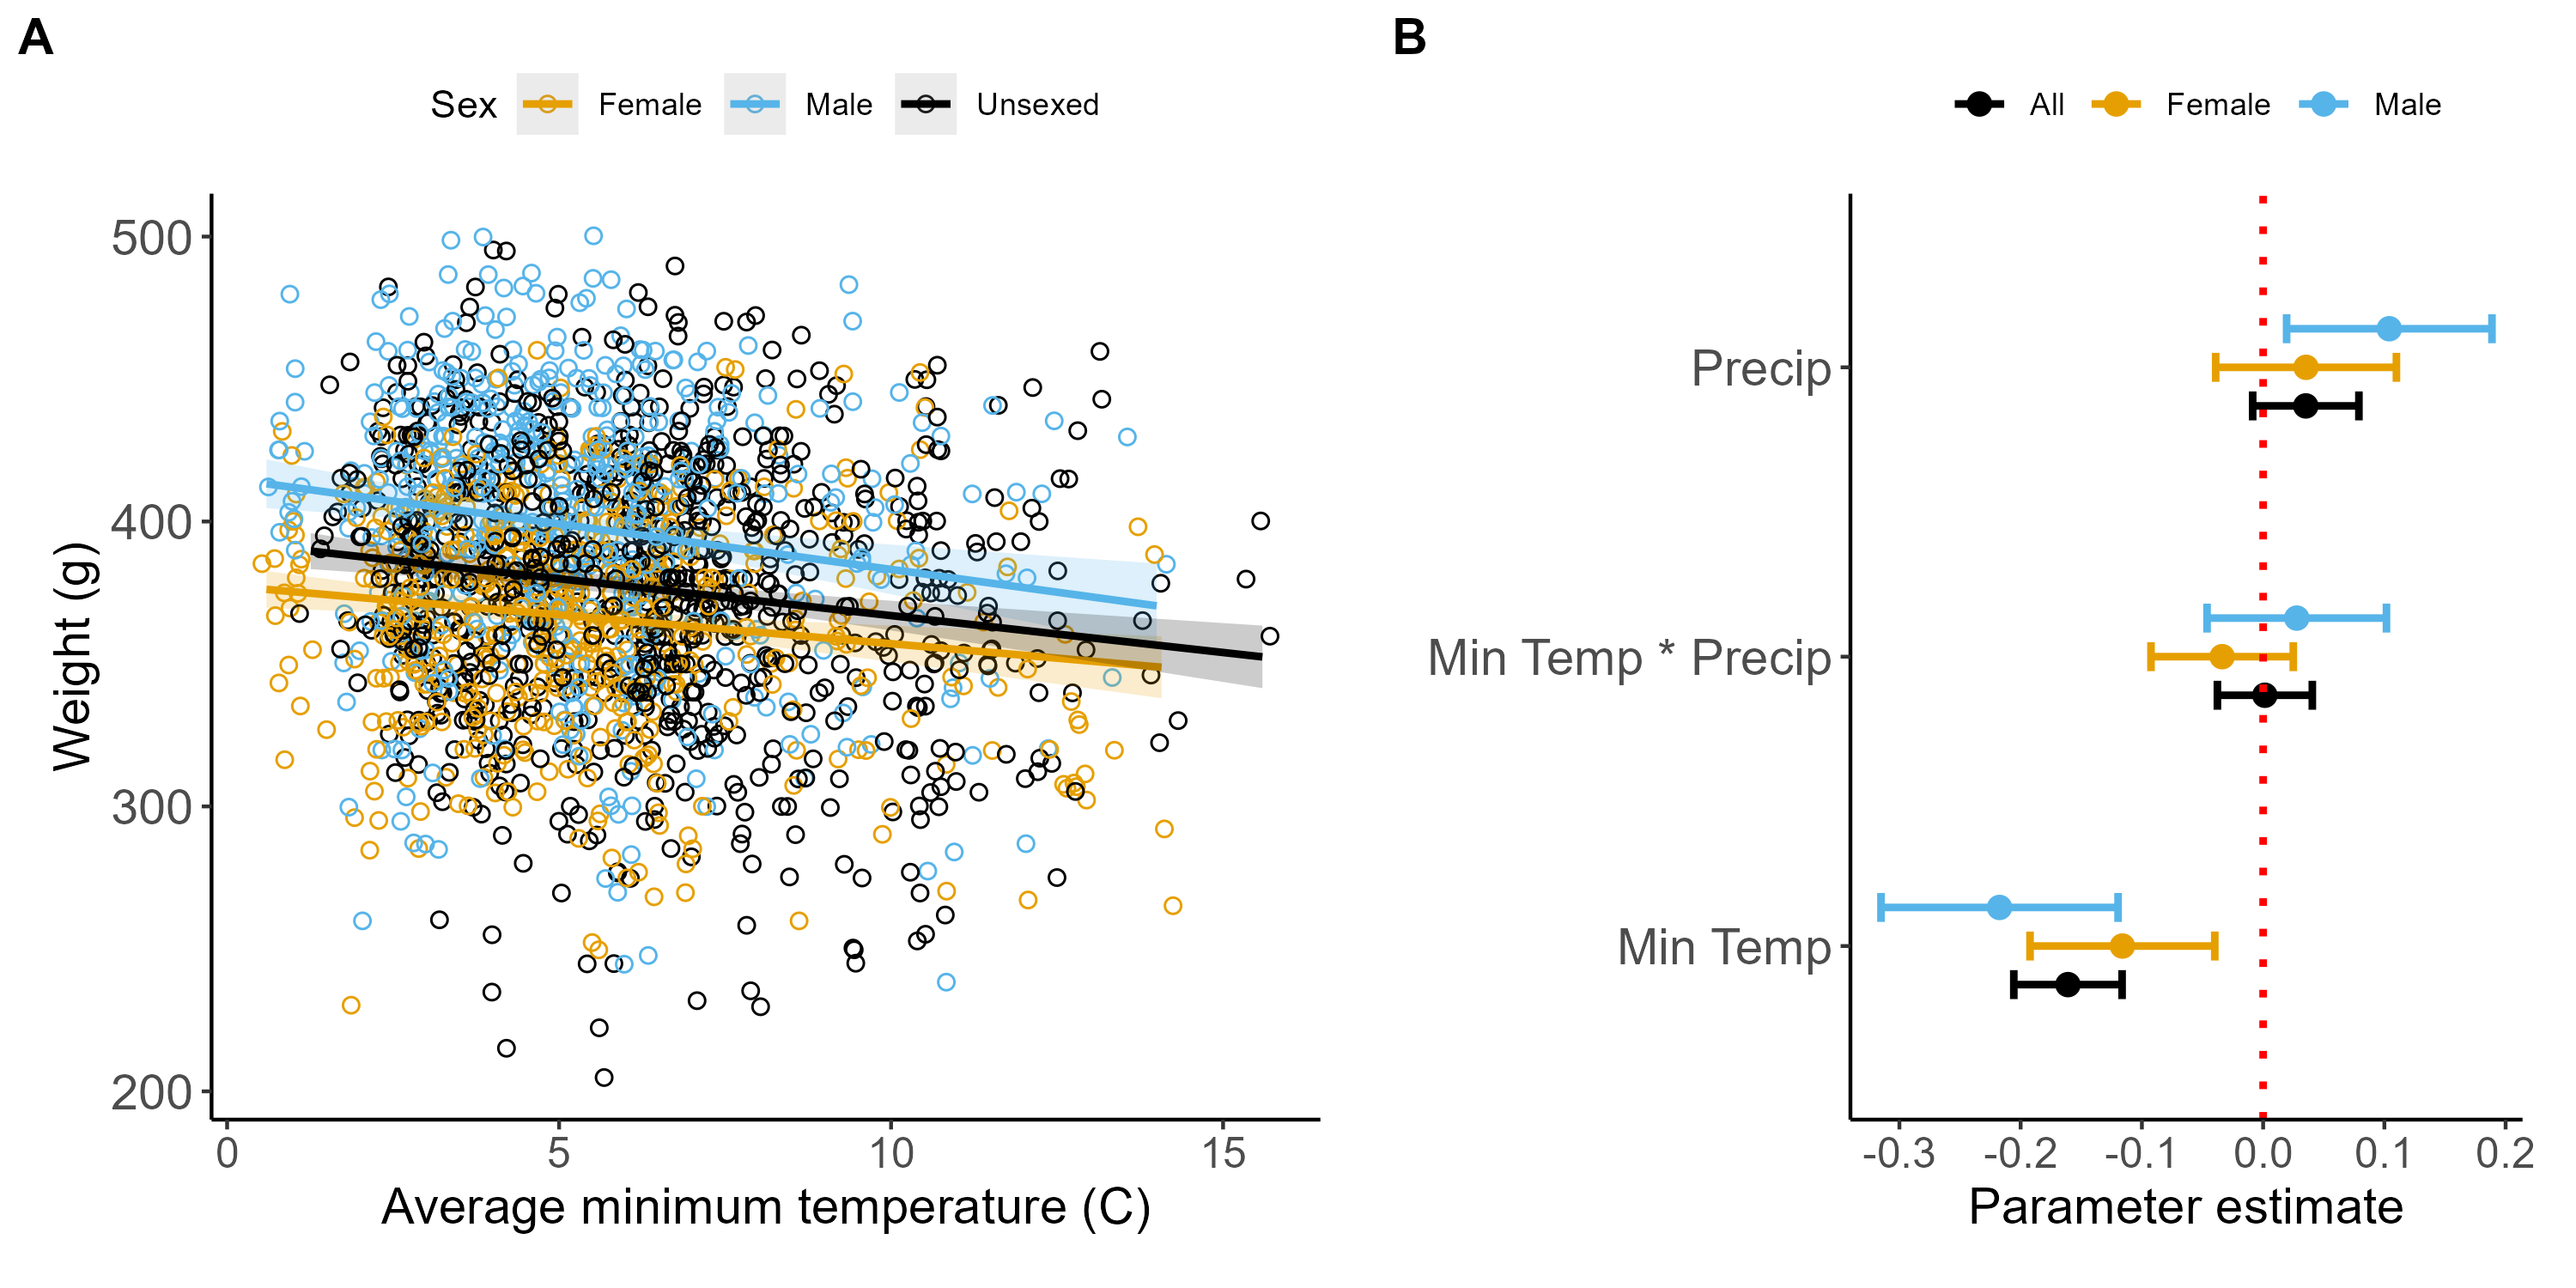 A
B
Sex Female Male Unsexed
All Female Male
500
400
300
200
Weight (g)
0 5 10 15
Average minimum temperature (C)
Precip
Min Temp * Precip
Min Temp
-0.3 -0.2 -0.1 0.0 0.1 0.2
Parameter estimate